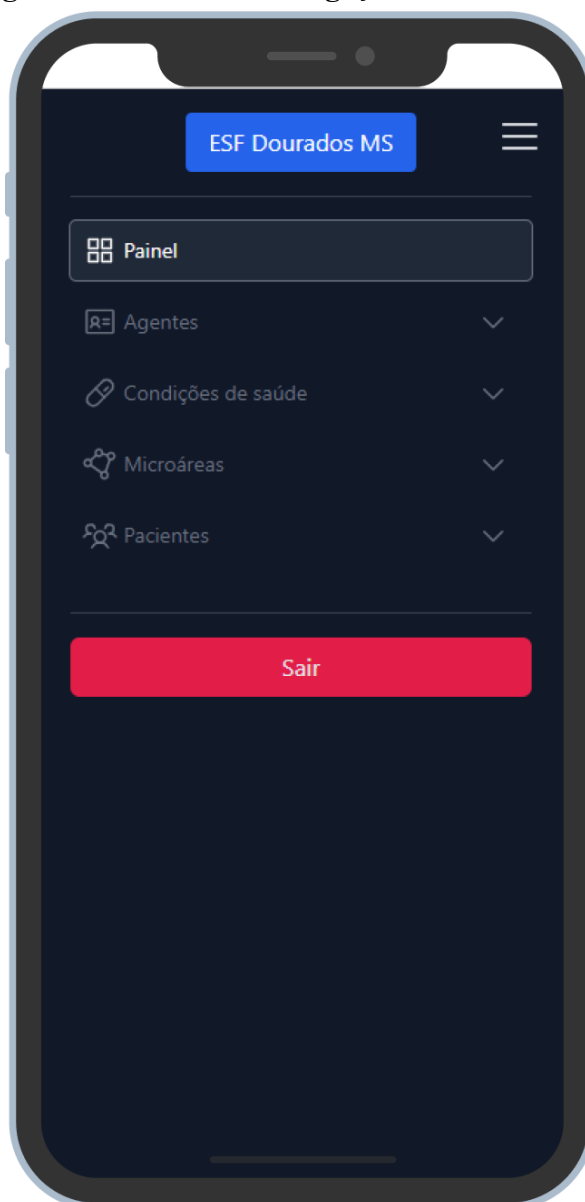 ESF Dourados MS
Painel
Agentes
Condições de saúde
Microáreas
Pacientes
Sair